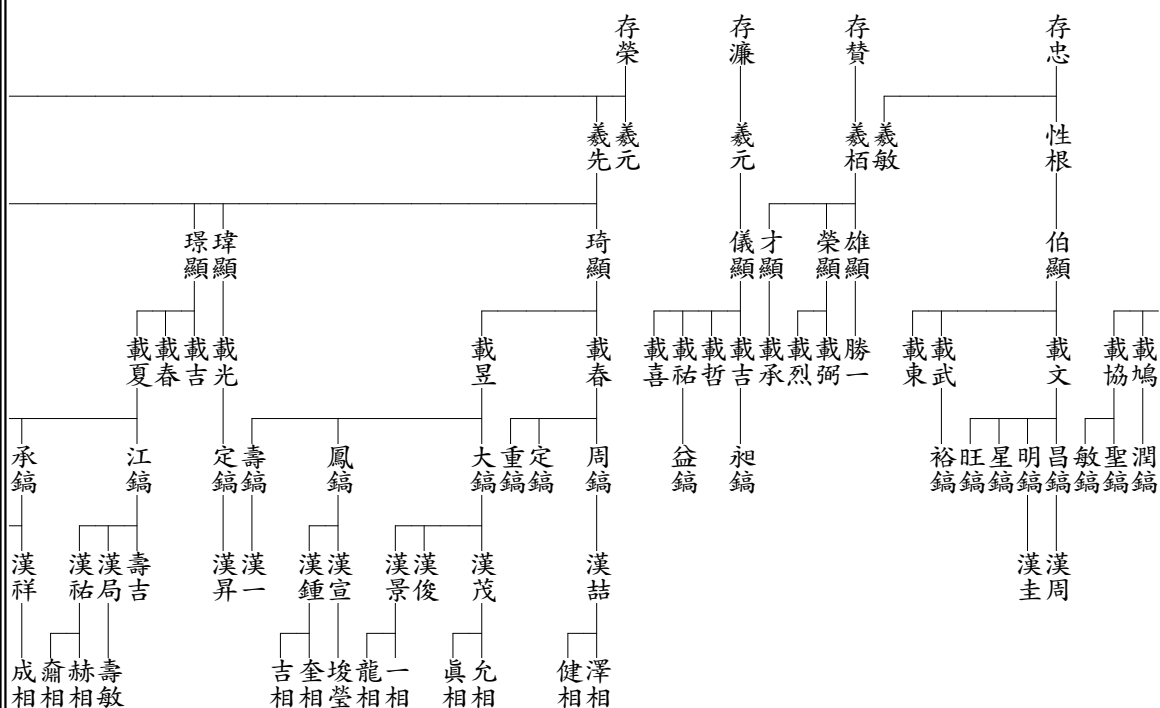 存忠 存賛 存濂 存榮
性根 羲敏 羲栢 羲元 羲元 羲先
伯顯 雄顯 榮顯 才顯 儀顯 琦顯 瑋顯 璟顯
載鳩 載協 載文 載武 載東 勝一 載弼 載烈 載承 載吉 載哲 載祐 載喜 載春 載昱 載光 載吉 載春 載夏
潤鎬 聖鎬 敏鎬 昌鎬 明鎬 星鎬 旺鎬 裕鎬 昶鎬 益鎬 周鎬 定鎬 重鎬 大鎬 鳳鎬 壽鎬 定鎬 江鎬 承鎬
漢周 漢圭 漢詰 漢茂 漢俊 漢景 漢宣 漢鍾 漢一 漢昇 壽吉 漢局 漢祐 漢祥
澤相 健相 允相 眞相 一相 龍相 埈瑩 奎相 吉相 壽敏 赫相 成相